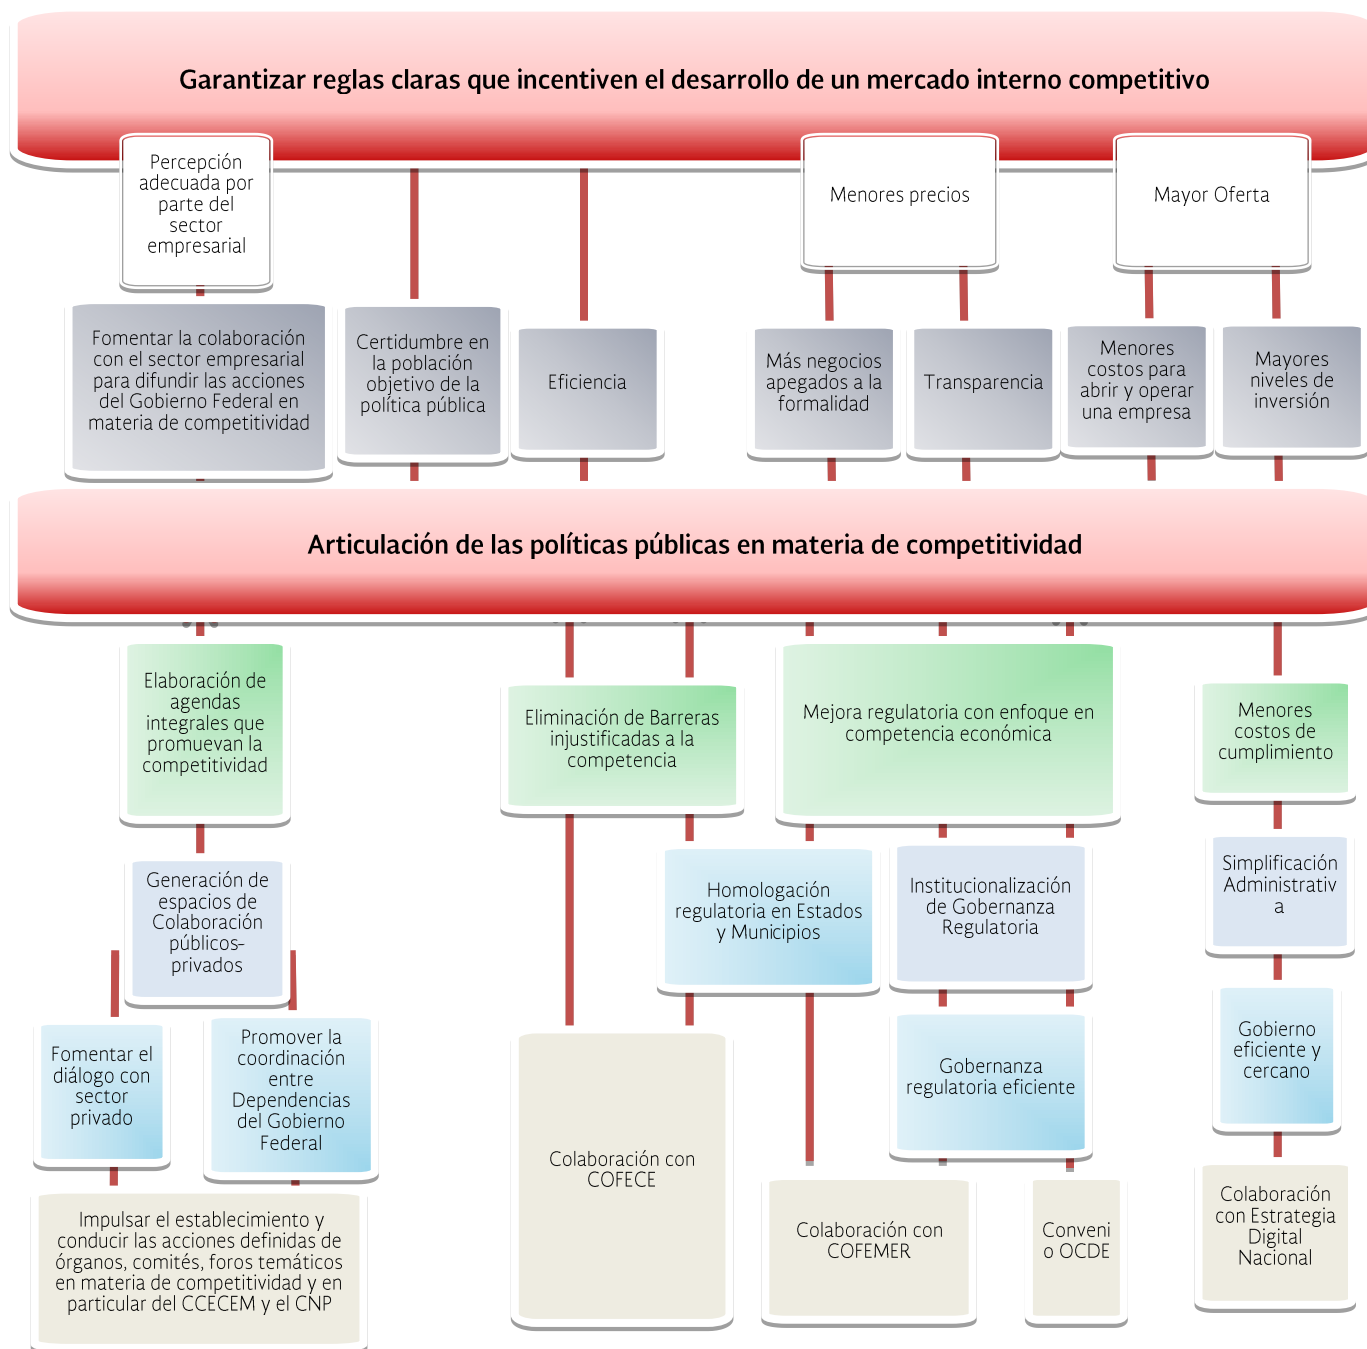 Garantizar reglas claras que incentiven el desarrollo de un mercado interno competitivo
Percepción
adecuada por
parte del
sector
empresarial
Menores precios
Mayor Oferta
Fomentar la colaboración
con el sector empresarial
para difundir las acciones
del Gobierno Federal en
materia de competitividad
Certidumbre en
la población
objetivo de la
política pública
Eficiencia
Más negocios
apegados a la
formalidad
Transparencia
Menores
costos para
abrir y operar
una empresa
Mayores
niveles de
inversión
Articulación de las políticas públicas en materia de competitividad
Elaboración de
agendas
integrales que
promuevan la
competitividad
Eliminación de Barreras
injustificadas a la
competencia
Mejora regulatoria con enfoque en
competencia económica
Menores
costos de
cumplimiento
Generación de
espacios de
Colaboración
públicos-
privados
Homologación
regulatoria en Estados
y Municipios
Institucionalización
de Gobernanza
Regulatoria
Simplificación
Administrativ
a
Fomentar el
diálogo con
sector
privado
Promover la
coordinación
entre
Dependencias
del Gobierno
Federal
Gobernanza
regulatoria eficiente
Gobierno
eficiente y
cercano
Impulsar el establecimiento y
conducir las acciones definidas de
órganos, comités, foros temáticos
en materia de competitividad y en
particular del CCECEM y el CNP
Colaboración con
COFECE
Colaboración con
COFEMER
Conveni
o OCDE
Colaboración
con Estrategia
Digital
Nacional